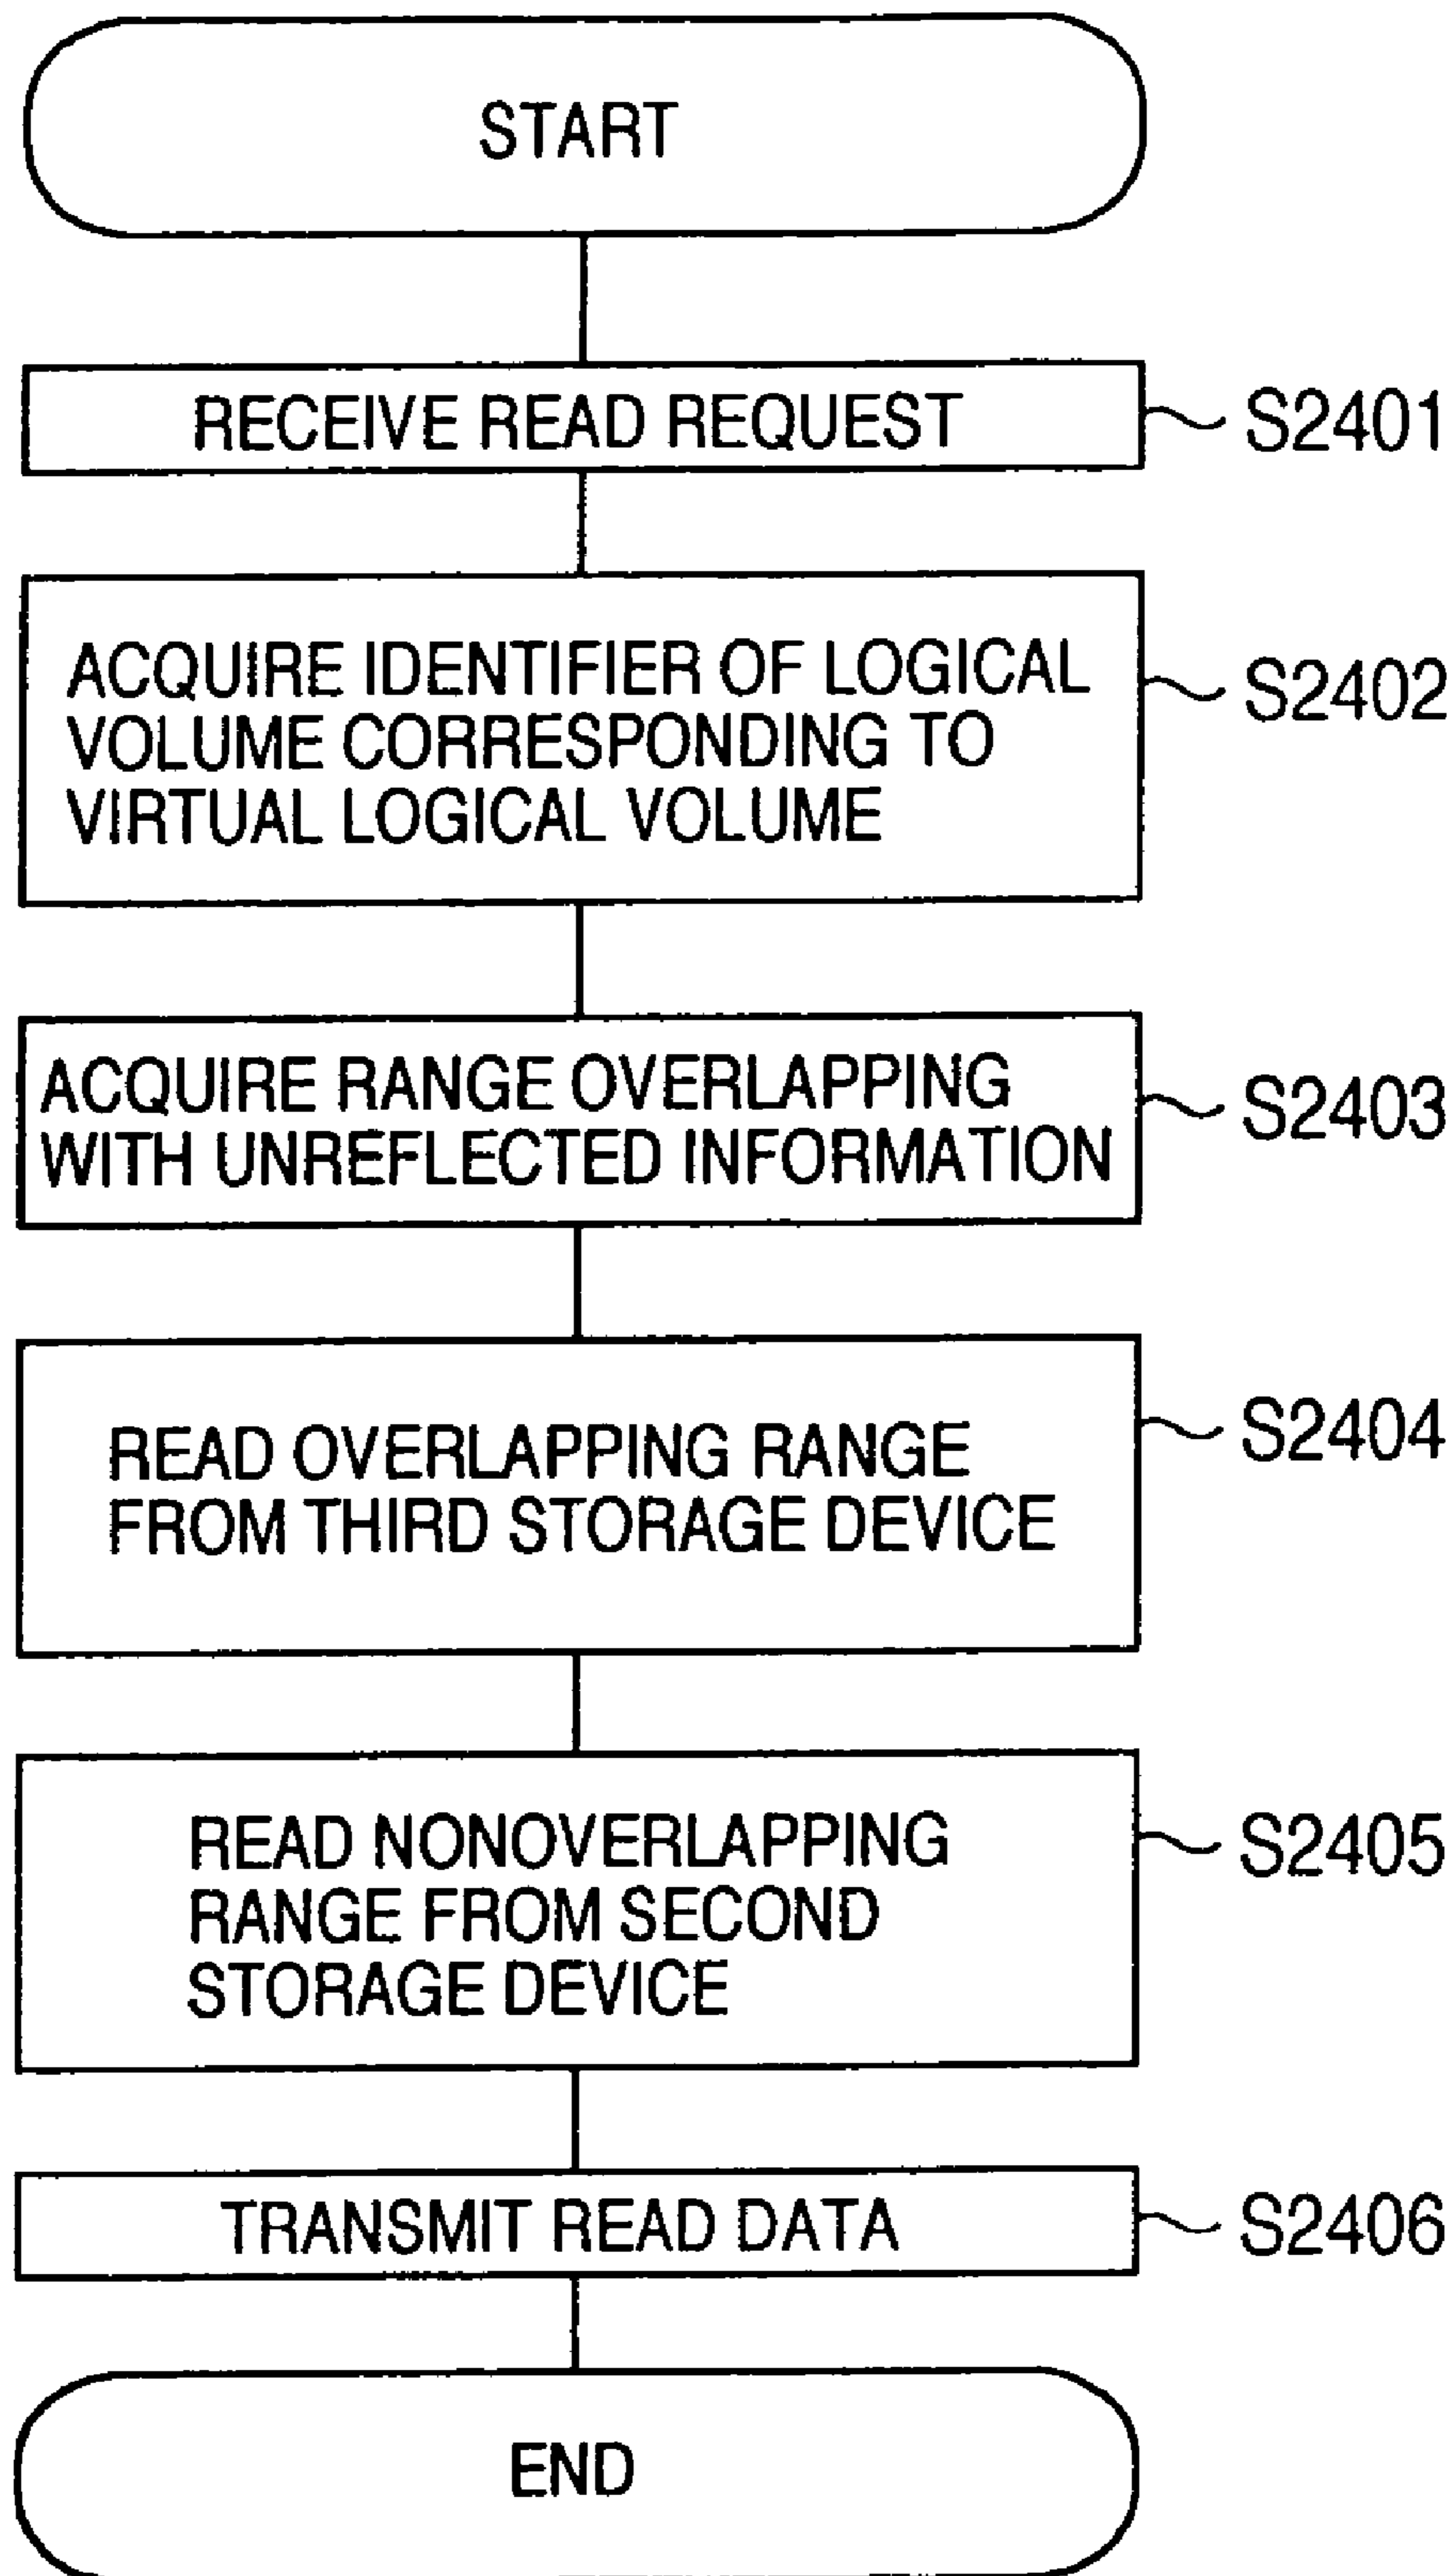 START
RECEIVE READ REQUEST
S2401
ACQUIRE IDENTIFIER OF LOGICAL
VOLUME CORRESPONDING TO
VIRTUAL LOGICAL VOLUME
S2402
ACQUIRE RANGE OVERLAPPING
WITH UNREFLECTED INFORMATION
S2403
READ OVERLAPPING RANGE
FROM THIRD STORAGE DEVICE
S2404
READ NONOVERLAPPING
RANGE FROM SECOND
STORAGE DEVICE
S2405
TRANSMIT READ DATA
S2406
END